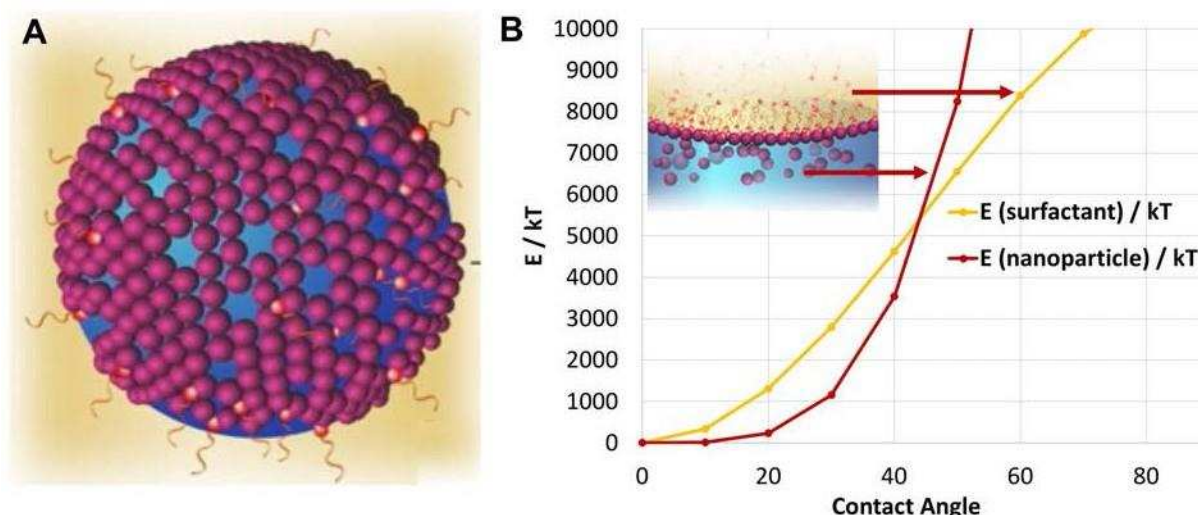 A
B
10000
9000
8000
7000
6000
5000
4000
3000
2000
1000
0
E / kT
E (surfactant) / kT
E (nanoparticle) / kT
0 20 40 60 80
Contact Angle